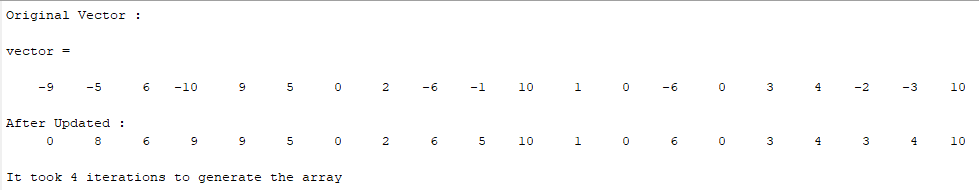 Original Vector :
vector =
-9 -5 6 -10 9 5 0 2 -6 -1 10 1 0 -6 0 3 4 -2 -3 10
After Updated :
0 8 6 9 9 5 0 2 6 5 10 1 0 6 0 3 4 3 4 10
It took 4 iterations to generate the array